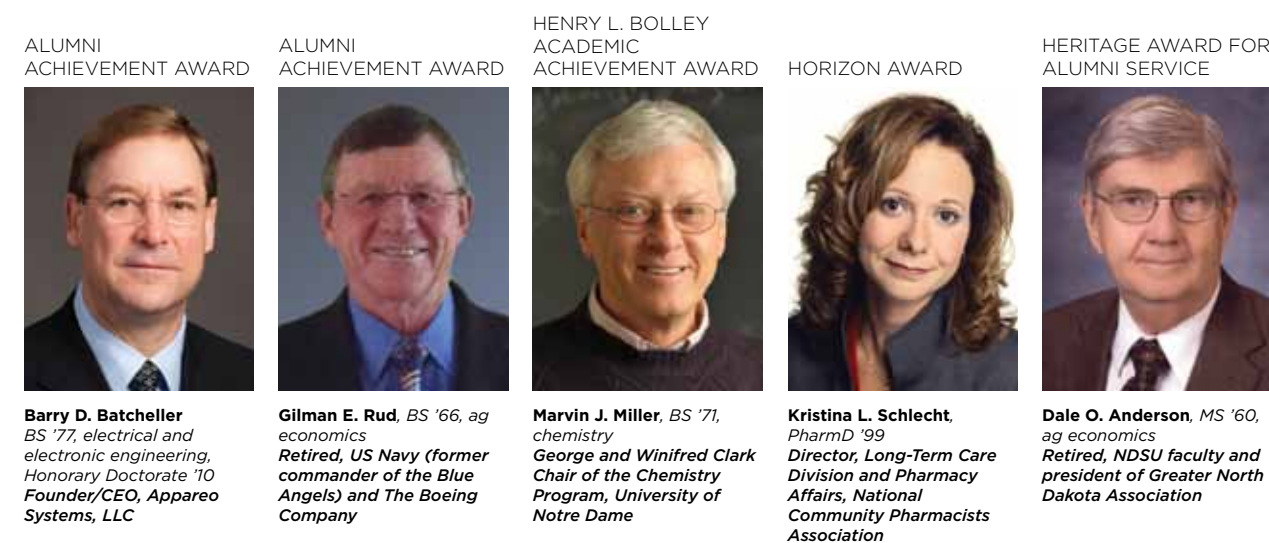 ALUMNI
ACHIEVEMENT AWARD
Barry D. Batcheller
BS ’77, electrical and
electronic engineering,
Honorary Doctorate ’10
Founder/CEO, Appareo
Systems, LLC
ALUMNI
ACHIEVEMENT AWARD
Gilman E. Rud, BS ’66, ag
economics
Retired, US Navy (former
commander of the Blue
Angels) and The Boeing
Company
HENRY L. BOLLEY
ACADEMIC
ACHIEVEMENT AWARD
Marvin J. Miller, BS ’71,
chemistry
George and Winifred Clark
Chair of the Chemistry
Program, University of
Notre Dame
HORIZON AWARD
Kristina L. Schlecht,
PharmD ’99
Director, Long-Term Care
Division and Pharmacy
Affairs, National
Community Pharmacists
Association
HERITAGE AWARD FOR
ALUMNI SERVICE
Dale O. Anderson, MS ’60,
ag economics
Retired, NDSU faculty and
president of Greater North
Dakota Association